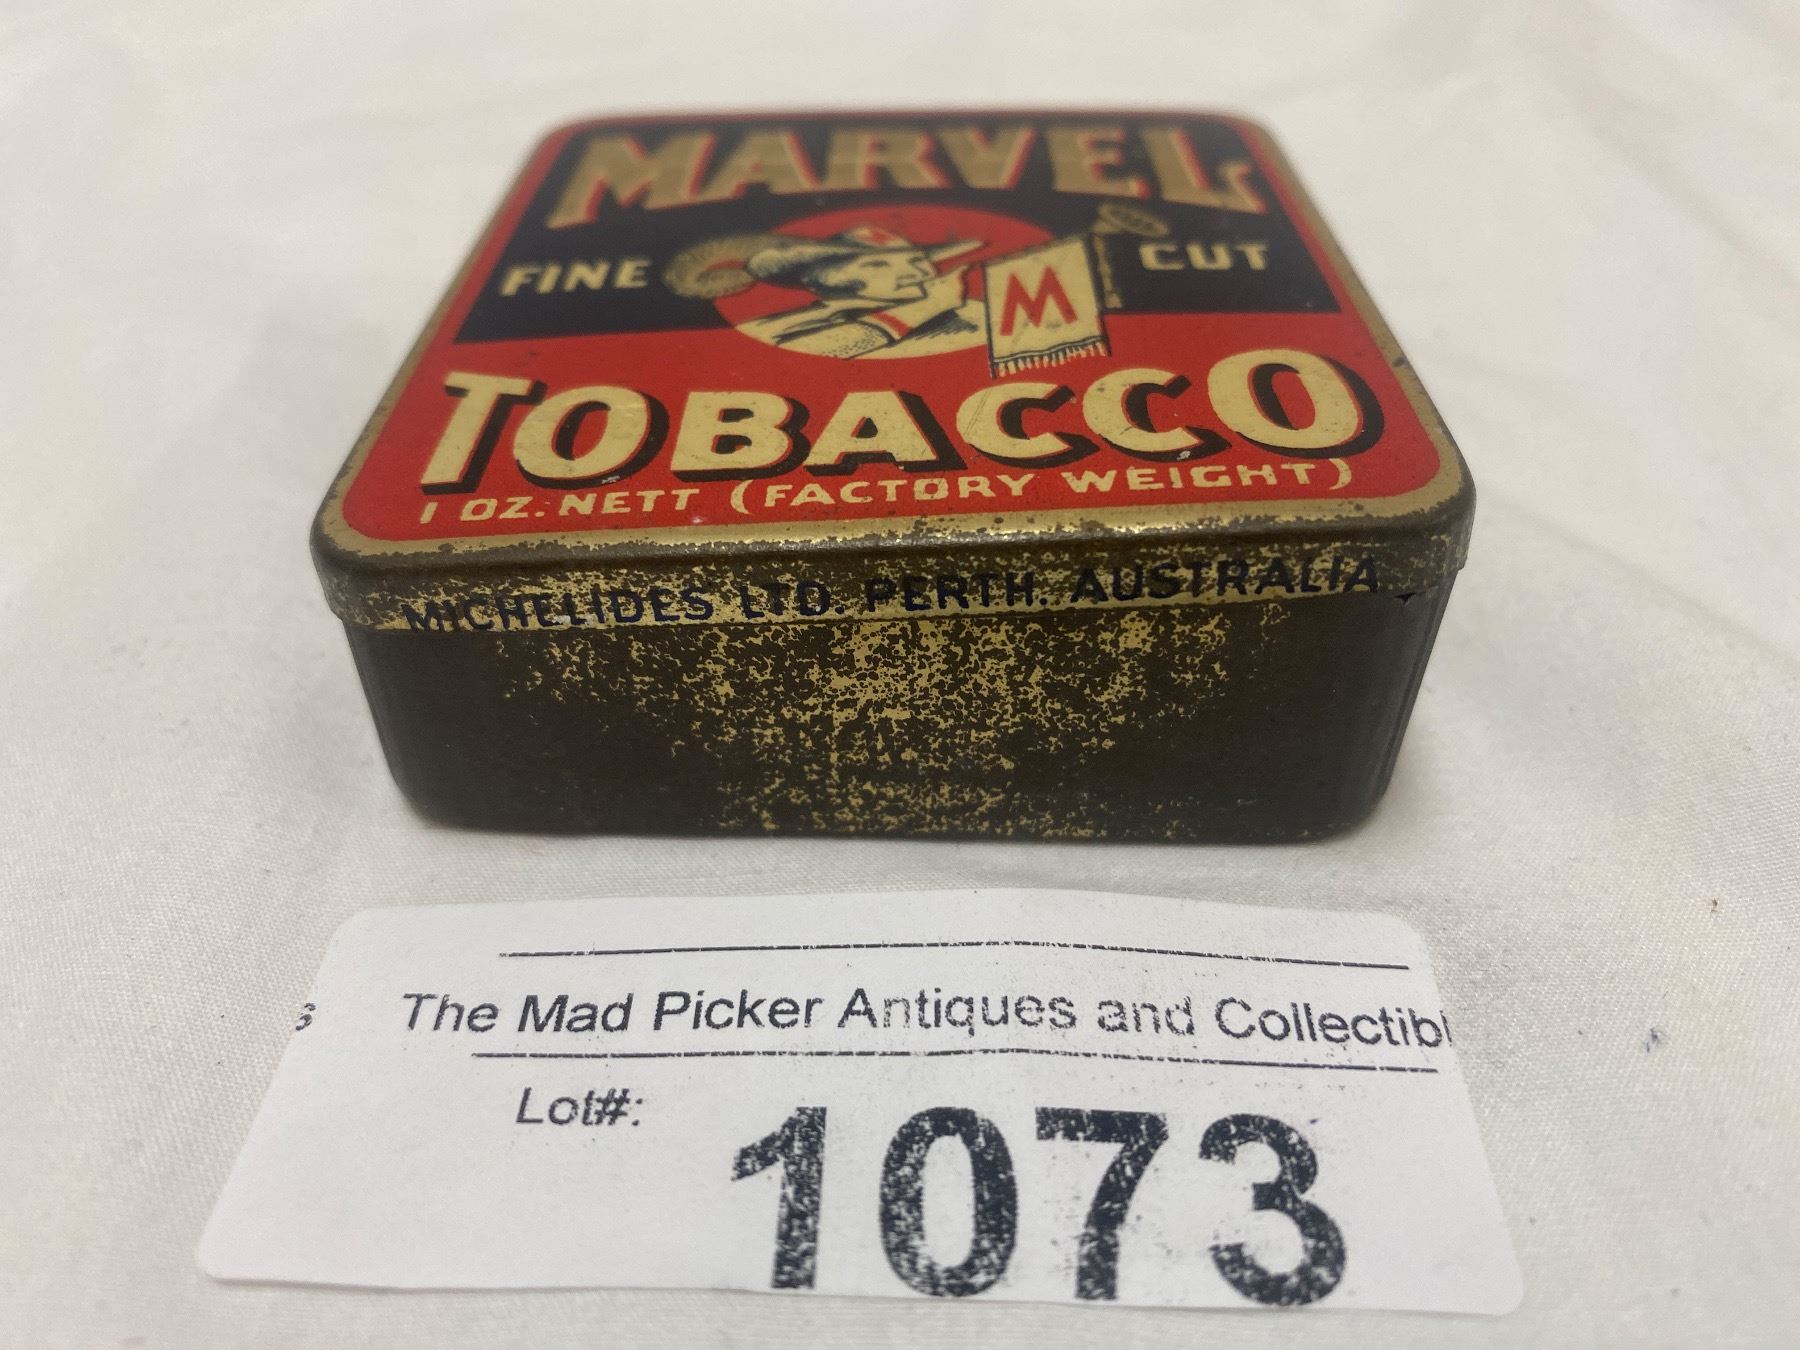 MARVEL
FINE CUT
M
TOBACCO
1 OZ. NETT (FACTORY WEIGHT)
MICHELIDES LTD. PERTH. AUSTRALIA
s The Mad Picker Antiques and Collectibl
Lot#: 1073